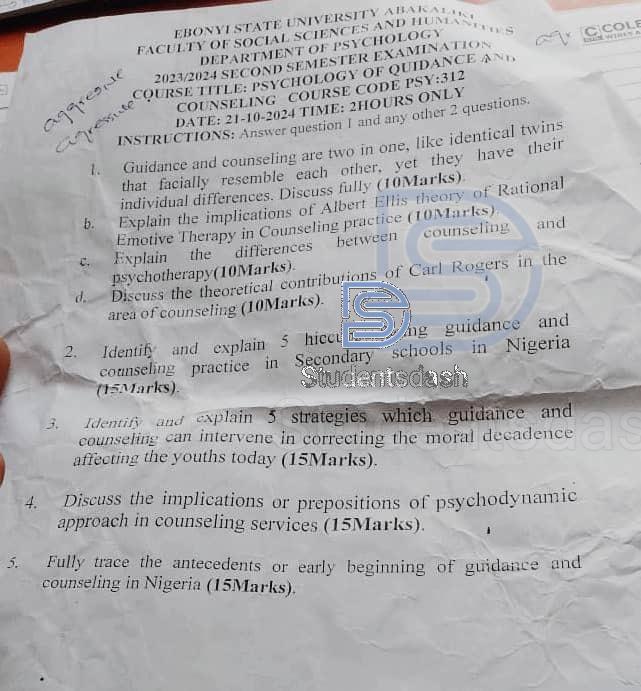 EBONYI STATE UNIVERSITY ABAKALIKI
FACULTY OF SOCIAL SCIENCES AND HUMANITIES
DEPARTMENT OF PSYCHOLOGY
2023/2024 SECOND SEMESTER EXAMINATION
COURSE TITLE: PSYCHOLOGY OF QUIDANCE AND
COUNSELING COURSE CODE PSY:312
DATE: 21-10-2024 TIME: 2HOURS ONLY
INSTRUCTIONS: Answer question 1 and any other 2 questions.
1. Guidance and counseling are two in one, like identical twins
that facially resemble each other, yet they have their
individual differences. Discuss fully (10Marks).
b. Explain the implications of Albert Ellis theory of Rational
Emotive Therapy in Counseling practice (10Marks).
c. Explain the differences between counseling and
psychotherapy(10Marks).
d. Discuss the theoretical contributions of Carl Rogers in the
area of counseling (10Marks).
2. Identify and explain 5 guidance and
counseling practice in Secondary schools in Nigeria
(15Marks).
Studentsdash
3. Identify and explain 5 strategies which guidance and
counseling can intervene in correcting the moral decadence
affecting the youths today (15Marks).
4. Discuss the implications or prepositions of psychodynamic
approach in counseling services (15Marks).
5. Fully trace the antecedents or early beginning of guidance and
counseling in Nigeria (15Marks).